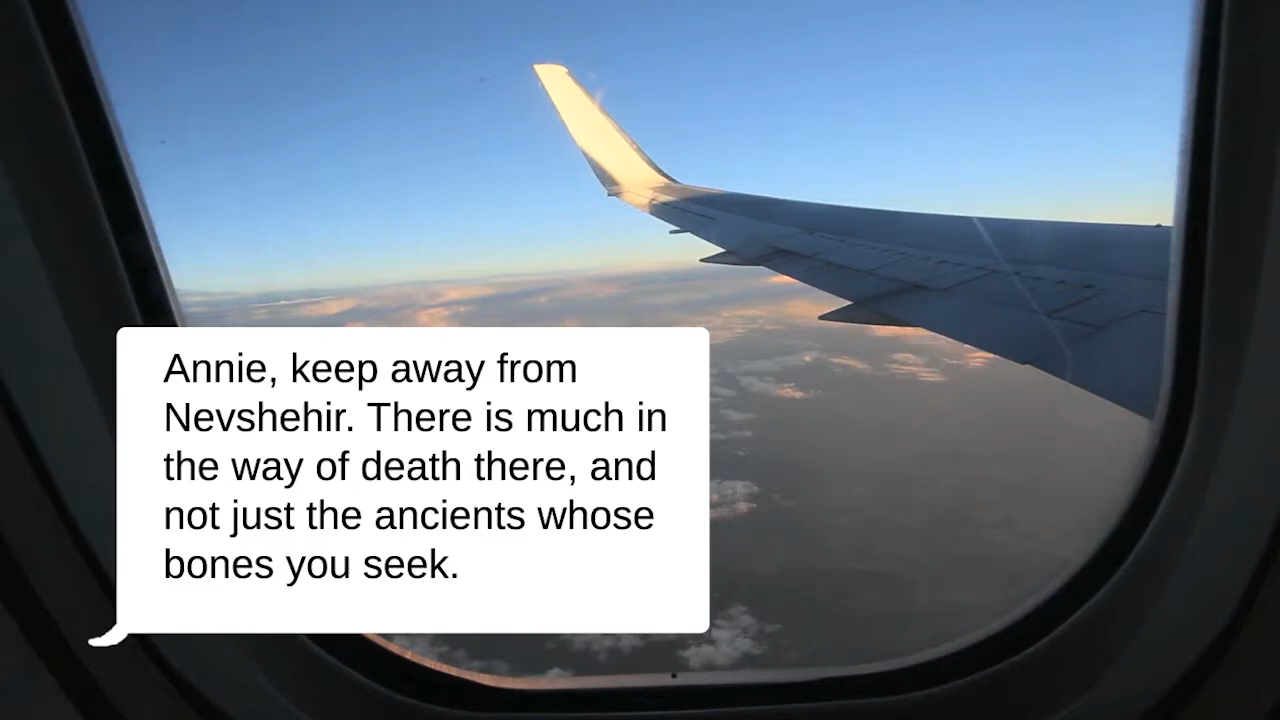 Annie, keep away from
Nevshehir. There is much in
the way of death there, and
not just the ancients whose
bones you seek.